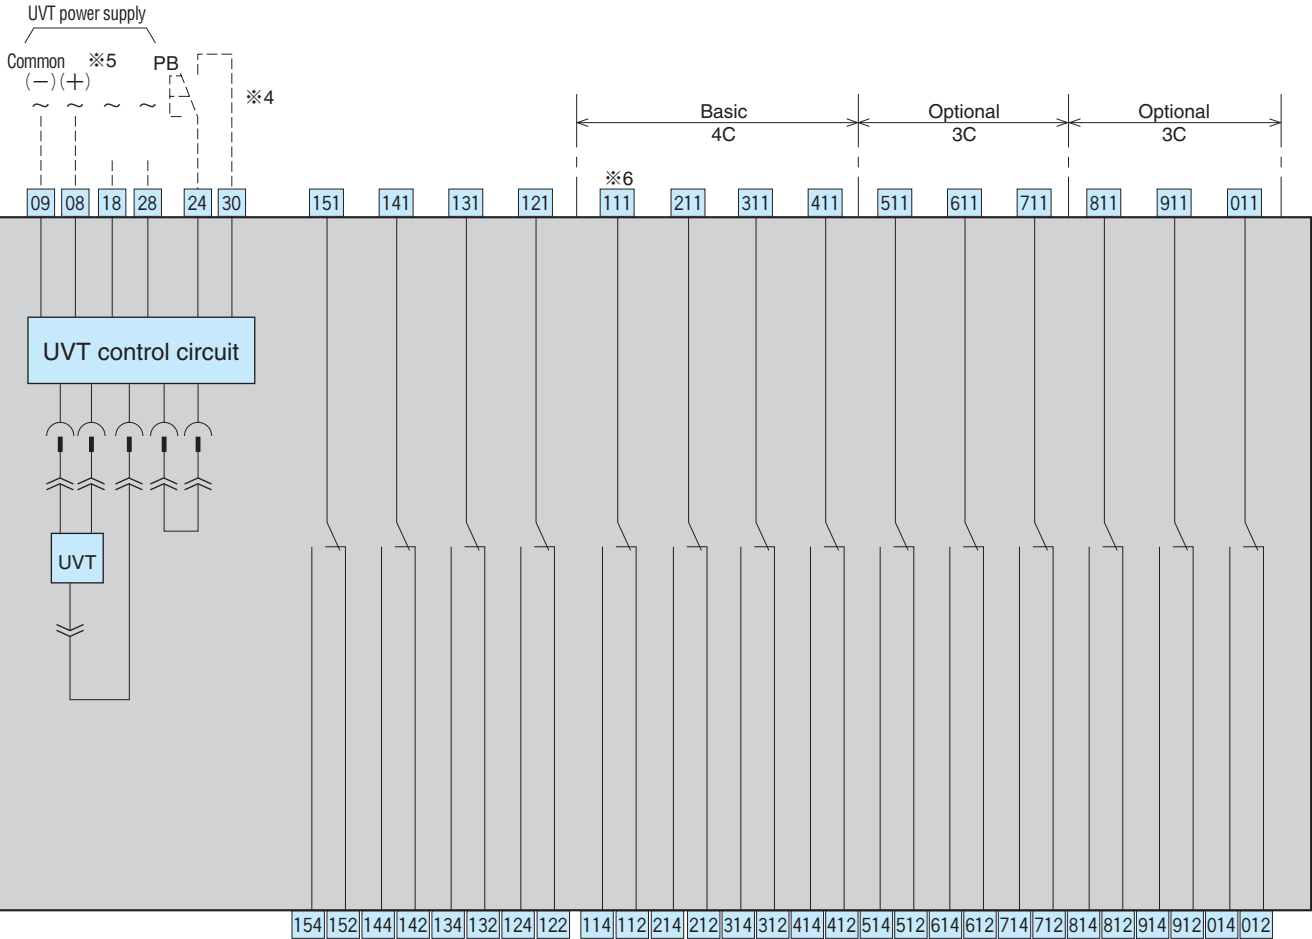 UVT power supply
Common ※5 PB
(−) (+)
~ ~ ~ ~ ※4
Basic Optional Optional
4C 3C 3C
※6
09 08 18 28 24 30 151 141 131 121 111 211 311 411 511 611 711 811 911 011
UVT control circuit
UVT
154 152 144 142 134 132 124 122 114 112 214 212 314 312 414 412 514 512 614 612 714 712 814 812 914 912 014 012